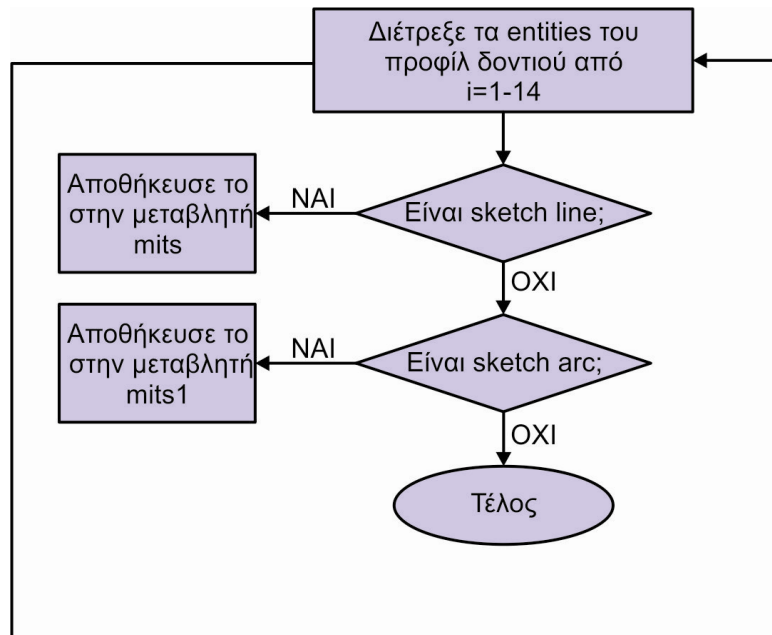 Διέτρεξε τα entities του
προφίλ δοντιού από
i=1-14
Αποθήκευσε το
στην μεταβλητή
mits
ΝΑΙ
Είναι sketch line;
ΟΧΙ
Αποθήκευσε το
στην μεταβλητή
mits1
ΝΑΙ
Είναι sketch arc;
ΟΧΙ
Τέλος